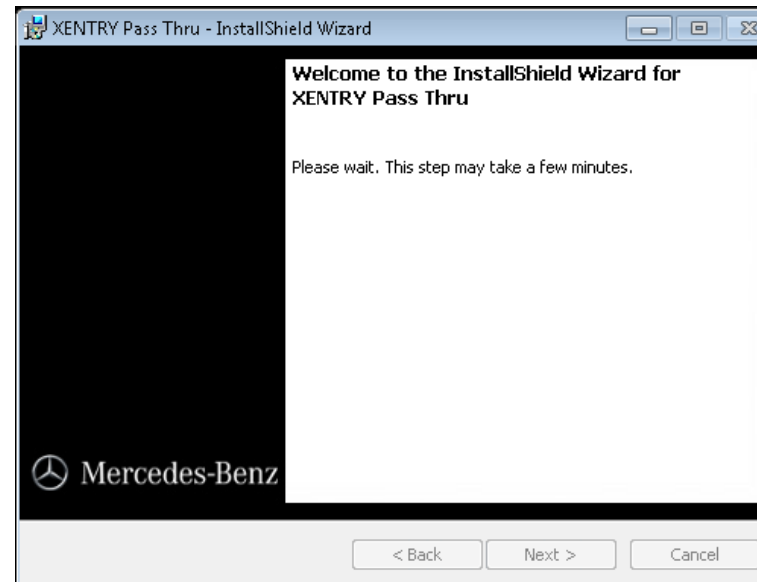 XENTRY Pass Thru - InstallShield Wizard
Welcome to the InstallShield Wizard for
XENTRY Pass Thru
Please wait. This step may take a few minutes.
Mercedes-Benz
< Back
Next >
Cancel